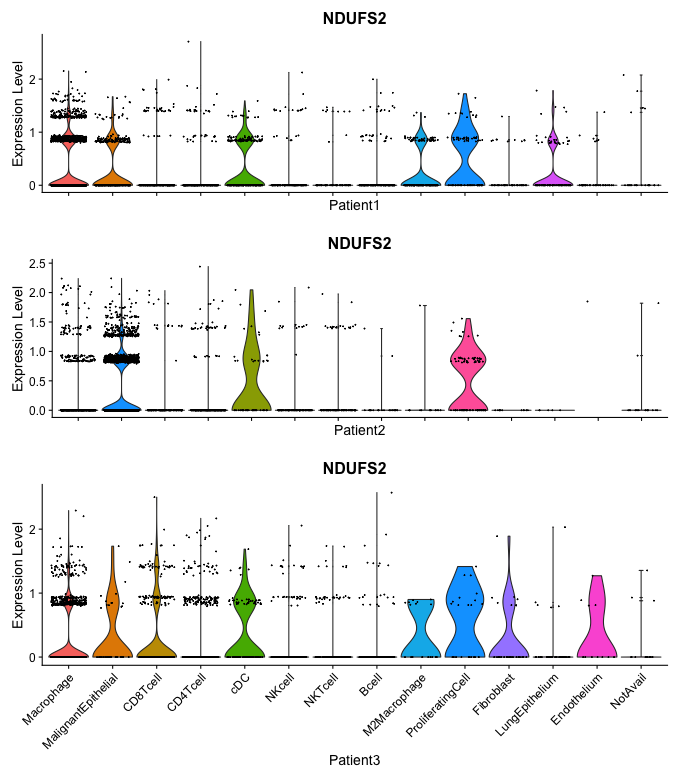 NDUFS2
Expression Level
2
1
0
Patient1
NDUFS2
Expression Level
2.5
2.0
1.5
1.0
0.5
0.0
Patient2
NDUFS2
Expression Level
2
1
0
Macrophage
MalignantEpithelial
CD8Tcell
CD4Tcell
cDC
NKcell
NKTcell
Bcell
M2Macrophage
ProliferatingCell
Fibroblast
LungEpithelium
Endothelium
NotAvail
Patient3